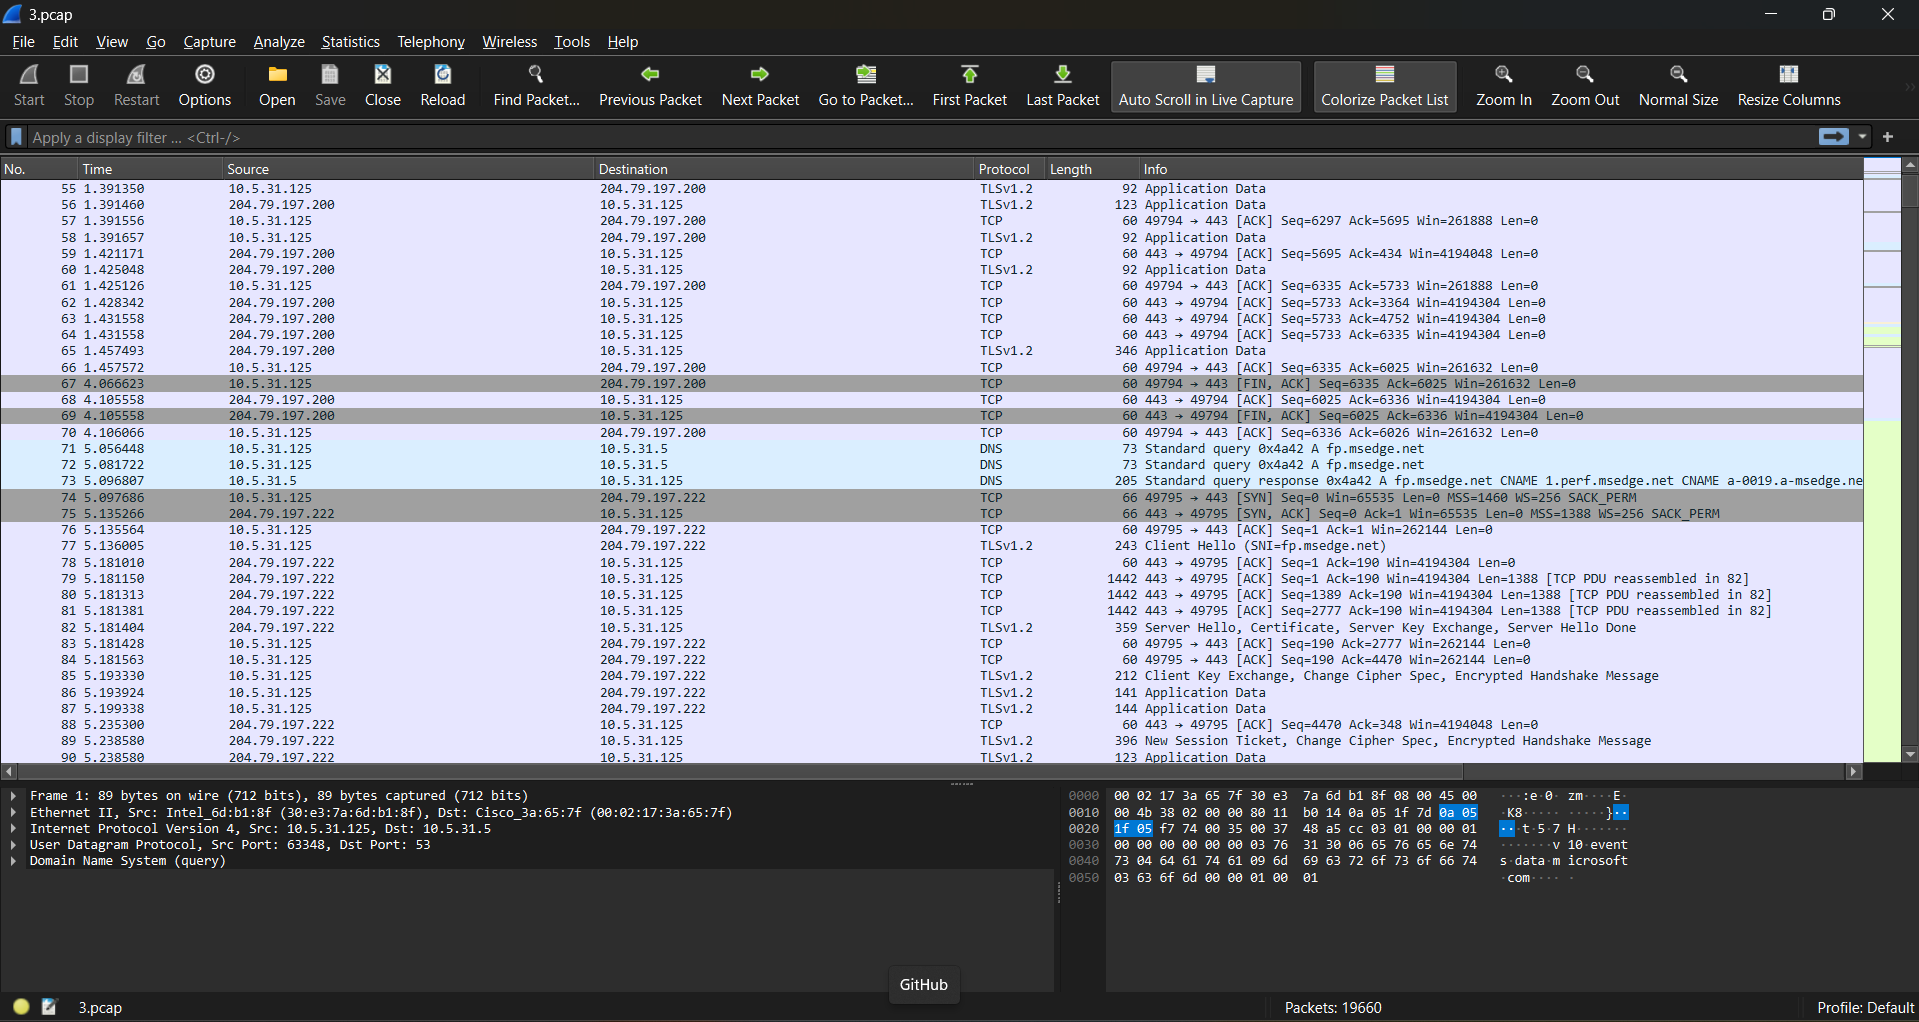 3.pcap
File Edit View Go Capture Analyze Statistics Telephony Wireless Tools Help
Start Stop Restart Options Open Save Close Reload Find Packet... Previous Packet Next Packet Go to Packet... First Packet Last Packet Auto Scroll in Live Capture Colorize Packet List Zoom In Zoom Out Normal Size Resize Columns
Apply a display filter ... <Ctrl-/>
No. Time Source Destination Protocol Length Info
55 1.391350 10.5.31.125 204.79.197.200 TLSv1.2 92 Application Data
56 1.391460 204.79.197.200 10.5.31.125 TLSv1.2 123 Application Data
57 1.391556 10.5.31.125 204.79.197.200 TCP 60 49794 → 443 [ACK] Seq=6297 Ack=5695 Win=261888 Len=0
58 1.391657 10.5.31.125 204.79.197.200 TLSv1.2 92 Application Data
59 1.421171 204.79.197.200 10.5.31.125 TCP 60 443 → 49794 [ACK] Seq=5695 Ack=434 Win=4194048 Len=0
60 1.425048 204.79.197.200 10.5.31.125 TLSv1.2 92 Application Data
61 1.425126 10.5.31.125 204.79.197.200 TCP 60 49794 → 443 [ACK] Seq=6335 Ack=5733 Win=261888 Len=0
62 1.428342 204.79.197.200 10.5.31.125 TCP 60 443 → 49794 [ACK] Seq=5733 Ack=3364 Win=4194304 Len=0
63 1.431558 204.79.197.200 10.5.31.125 TCP 60 443 → 49794 [ACK] Seq=5733 Ack=4752 Win=4194304 Len=0
64 1.431558 204.79.197.200 10.5.31.125 TCP 60 443 → 49794 [ACK] Seq=5733 Ack=6335 Win=4194304 Len=0
65 1.457493 204.79.197.200 10.5.31.125 TLSv1.2 346 Application Data
66 1.457572 10.5.31.125 204.79.197.200 TCP 60 49794 → 443 [ACK] Seq=6335 Ack=6025 Win=261632 Len=0
67 4.066623 10.5.31.125 204.79.197.200 TCP 60 49794 → 443 [FIN, ACK] Seq=6335 Ack=6025 Win=261632 Len=0
68 4.105558 204.79.197.200 10.5.31.125 TCP 60 443 → 49794 [ACK] Seq=6025 Ack=6336 Win=4194304 Len=0
69 4.105558 204.79.197.200 10.5.31.125 TCP 60 443 → 49794 [FIN, ACK] Seq=6025 Ack=6336 Win=4194304 Len=0
70 4.106066 10.5.31.125 204.79.197.200 TCP 60 49794 → 443 [ACK] Seq=6336 Ack=6026 Win=261632 Len=0
71 5.056448 10.5.31.125 10.5.31.5 DNS 73 Standard query 0x4a42 A fp.msedge.net
72 5.081722 10.5.31.125 10.5.31.5 DNS 73 Standard query 0x4a42 A fp.msedge.net
73 5.096807 10.5.31.5 10.5.31.125 DNS 205 Standard query response 0x4a42 A fp.msedge.net CNAME 1.perf.msedge.net CNAME a-0019.a-msedge.ne
74 5.097686 10.5.31.125 204.79.197.222 TCP 66 49795 → 443 [SYN] Seq=0 Win=65535 Len=0 MSS=1460 WS=256 SACK_PERM
75 5.135266 204.79.197.222 10.5.31.125 TCP 66 443 → 49795 [SYN, ACK] Seq=0 Ack=1 Win=65535 Len=0 MSS=1388 WS=256 SACK_PERM
76 5.135564 10.5.31.125 204.79.197.222 TCP 60 49795 → 443 [ACK] Seq=1 Ack=1 Win=262144 Len=0
77 5.136005 10.5.31.125 204.79.197.222 TLSv1.2 243 Client Hello (SNI=fp.msedge.net)
78 5.181010 204.79.197.222 10.5.31.125 TCP 60 443 → 49795 [ACK] Seq=1 Ack=190 Win=4194304 Len=0
79 5.181150 204.79.197.222 10.5.31.125 TCP 1442 443 → 49795 [ACK] Seq=1 Ack=190 Win=4194304 Len=1388 [TCP PDU reassembled in 82]
80 5.181313 204.79.197.222 10.5.31.125 TCP 1442 443 → 49795 [ACK] Seq=1389 Ack=190 Win=4194304 Len=1388 [TCP PDU reassembled in 82]
81 5.181381 204.79.197.222 10.5.31.125 TCP 1442 443 → 49795 [ACK] Seq=2777 Ack=190 Win=4194304 Len=1388 [TCP PDU reassembled in 82]
82 5.181404 204.79.197.222 10.5.31.125 TLSv1.2 359 Server Hello, Certificate, Server Key Exchange, Server Hello Done
83 5.181428 10.5.31.125 204.79.197.222 TCP 60 49795 → 443 [ACK] Seq=190 Ack=2777 Win=262144 Len=0
84 5.181563 10.5.31.125 204.79.197.222 TCP 60 49795 → 443 [ACK] Seq=190 Ack=4470 Win=262144 Len=0
85 5.193330 10.5.31.125 204.79.197.222 TLSv1.2 212 Client Key Exchange, Change Cipher Spec, Encrypted Handshake Message
86 5.193924 10.5.31.125 204.79.197.222 TLSv1.2 141 Application Data
87 5.199338 10.5.31.125 204.79.197.222 TLSv1.2 144 Application Data
88 5.235300 204.79.197.222 10.5.31.125 TCP 60 443 → 49795 [ACK] Seq=4470 Ack=348 Win=4194048 Len=0
89 5.238580 204.79.197.222 10.5.31.125 TLSv1.2 396 New Session Ticket, Change Cipher Spec, Encrypted Handshake Message
90 5.238580 204.79.197.222 10.5.31.125 TLSv1.2 123 Application Data
Frame 1: 89 bytes on wire (712 bits), 89 bytes captured (712 bits)
Ethernet II, Src: Intel_6d:b1:8f (30:e3:7a:6d:b1:8f), Dst: Cisco_3a:65:7f (00:02:17:3a:65:7f)
Internet Protocol Version 4, Src: 10.5.31.125, Dst: 10.5.31.5
User Datagram Protocol, Src Port: 63348, Dst Port: 53
Domain Name System (query)
0000 00 02 17 3a 65 7f 30 e3 7a 6d b1 8f 08 00 45 00 ···:e·0· zm····E·
0010 00 4b 38 02 00 00 80 11 b0 14 0a 05 1f 7d 0a 05 ·K8····· ·····}··
0020 1f 05 f7 74 00 35 00 37 48 a5 cc 03 01 00 00 01 ···t·5·7 H·······
0030 00 00 00 00 00 00 03 76 31 30 06 65 76 65 6e 74 ·······v 10·event
0040 73 04 64 61 74 61 09 6d 69 63 72 6f 73 6f 66 74 s·data·m icrosoft
0050 03 63 6f 6d 00 00 01 00 01 ·com···· ·
GitHub
3.pcap Packets: 19660 Profile: Default